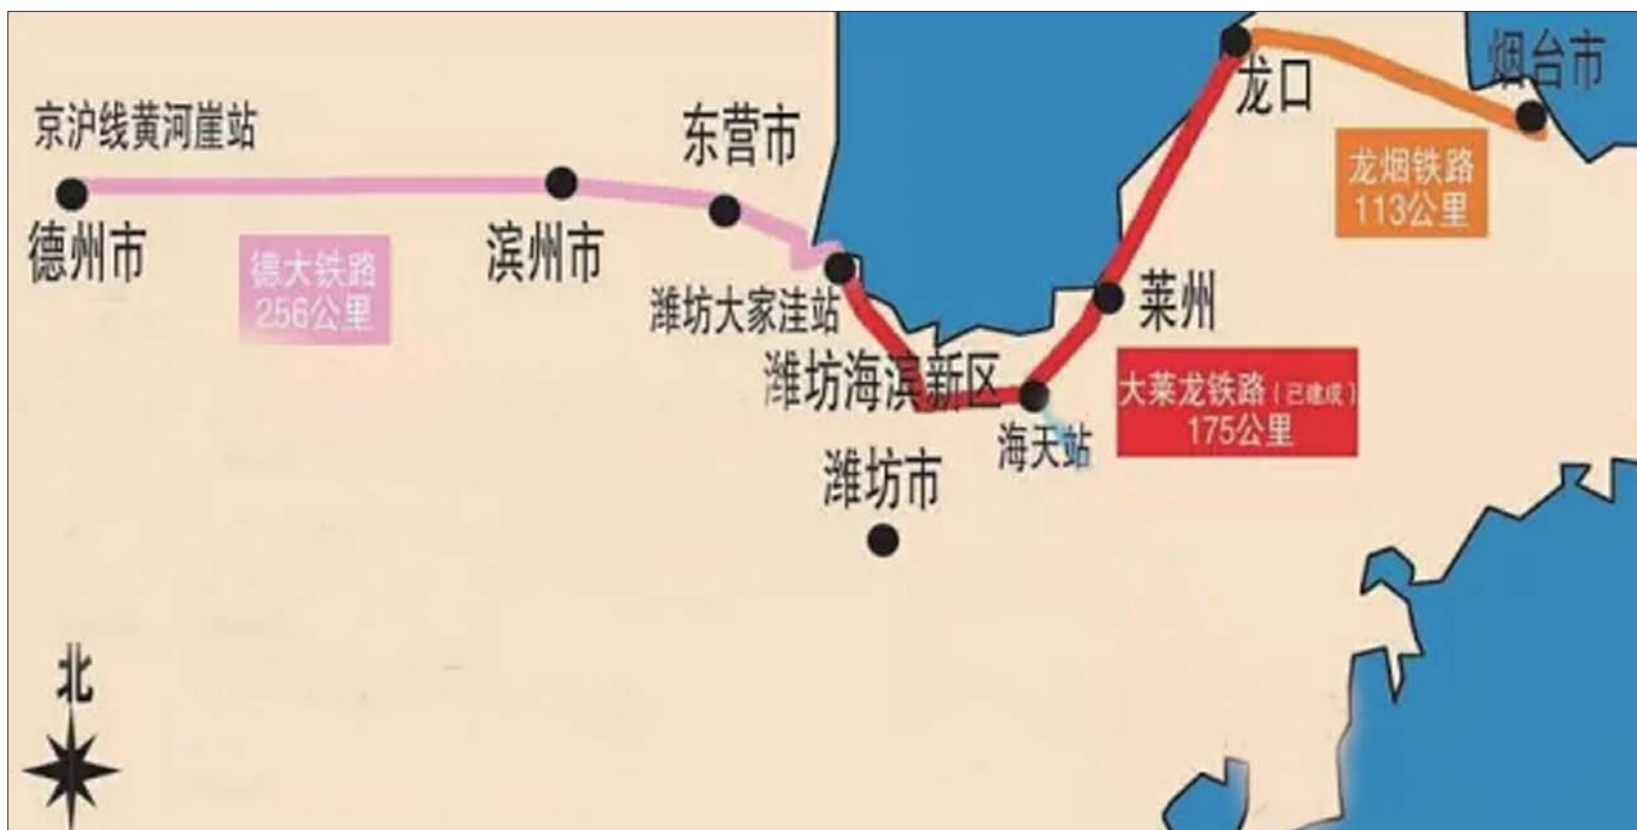 京沪线黄河崖站
德州市
德大铁路
256公里
滨州市
东营市
潍坊大家洼站
潍坊海滨新区
潍坊市
海天站
莱州
大莱龙铁路(已建成)
175公里
龙口
龙烟铁路
113公里
烟台市
北